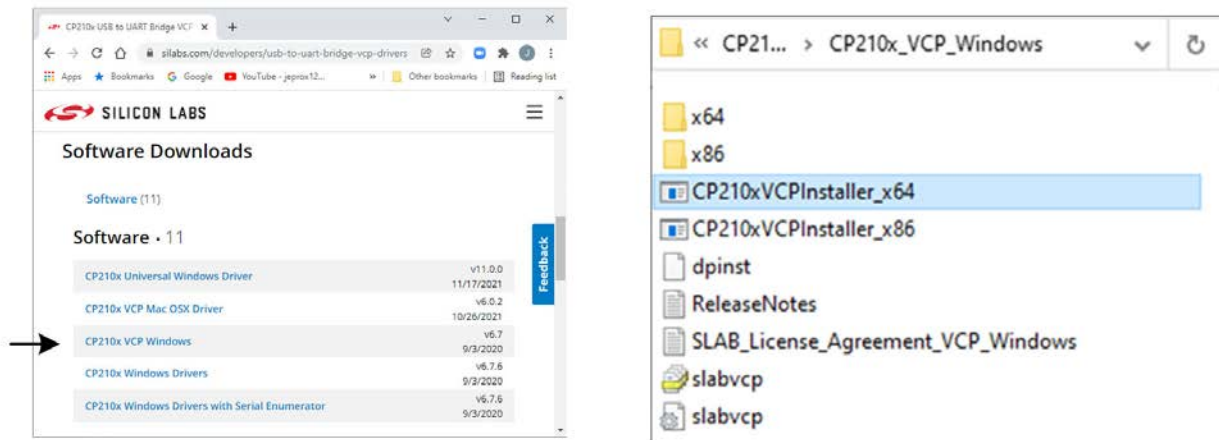 CP210x USB to UART Bridge VCP
silabs.com/developers/usb-to-uart-bridge-vcp-drivers
Apps Bookmarks Google YouTube - jeprox12... » Other bookmarks Reading list
SILICON LABS
Software Downloads
Software (11)
Software • 11
CP210x Universal Windows Driver v11.0.0
11/17/2021
CP210x VCP Mac OSX Driver v6.0.2
10/26/2021
CP210x VCP Windows v6.7
9/3/2020
CP210x Windows Drivers v6.7.6
9/3/2020
CP210x Windows Drivers with Serial Enumerator v6.7.6
9/3/2020
Feedback
« CP21... > CP210x_VCP_Windows
x64
x86
CP210xVCPInstaller_x64
CP210xVCPInstaller_x86
dpinst
ReleaseNotes
SLAB_License_Agreement_VCP_Windows
slabvcp
slabvcp